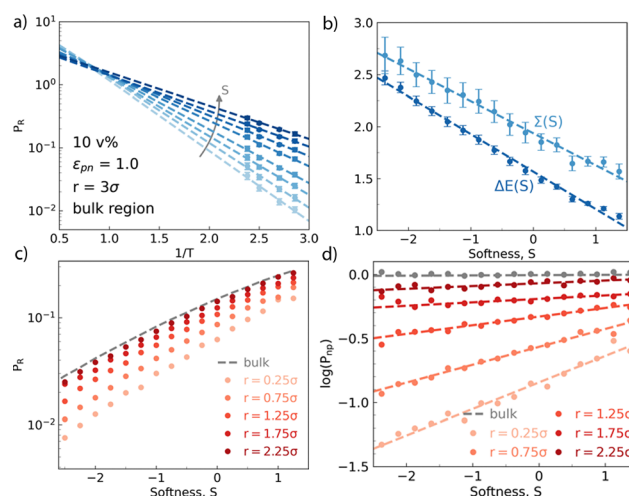 a)
10¹
10⁰
10⁻¹
10⁻²
P_R
S
10 v%
ε_pn = 1.0
r = 3σ
bulk region
0.5 1.0 1.5 2.0 2.5 3.0
1/T
b)
3.0
2.5
2.0
1.5
1.0
Σ(S)
ΔE(S)
−2 −1 0 1
Softness, S
c)
10⁻¹
10⁻²
P_R
bulk
r = 0.25σ
r = 0.75σ
r = 1.25σ
r = 1.75σ
r = 2.25σ
−2 −1 0 1
Softness, S
d)
0.0
−0.5
−1.0
−1.5
log(P_np)
bulk
r = 0.25σ
r = 0.75σ
r = 1.25σ
r = 1.75σ
r = 2.25σ
−2 −1 0 1
Softness, S